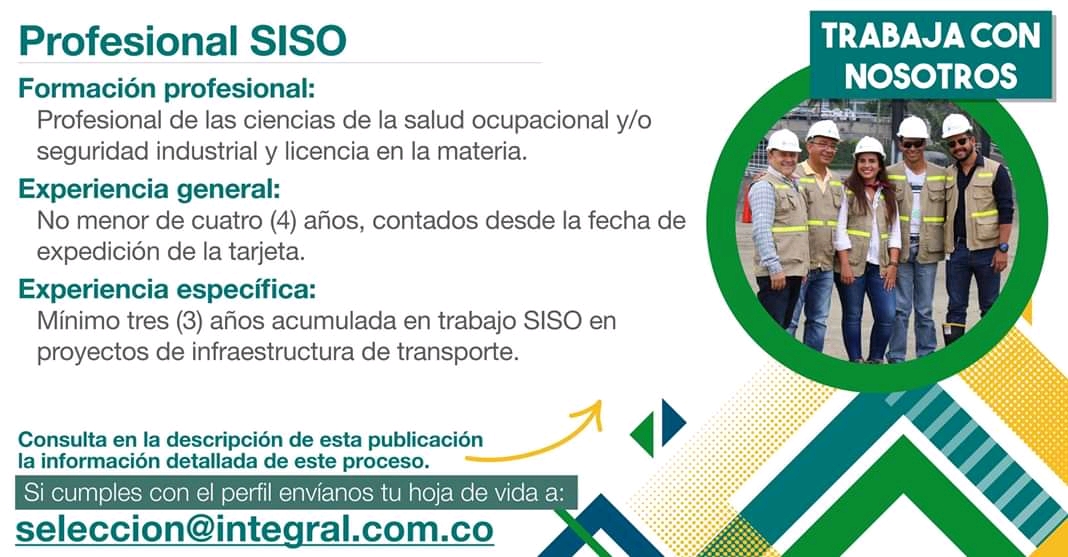 Profesional SISO
TRABAJA CON
NOSOTROS
Formación profesional:
Profesional de las ciencias de la salud ocupacional y/o
seguridad industrial y licencia en la materia.
Experiencia general:
No menor de cuatro (4) años, contados desde la fecha de
expedición de la tarjeta.
Experiencia específica:
Mínimo tres (3) años acumulada en trabajo SISO en
proyectos de infraestructura de transporte.
Consulta en la descripción de esta publicación
la información detallada de este proceso.
Si cumples con el perfil envíanos tu hoja de vida a:
seleccion@integral.com.co